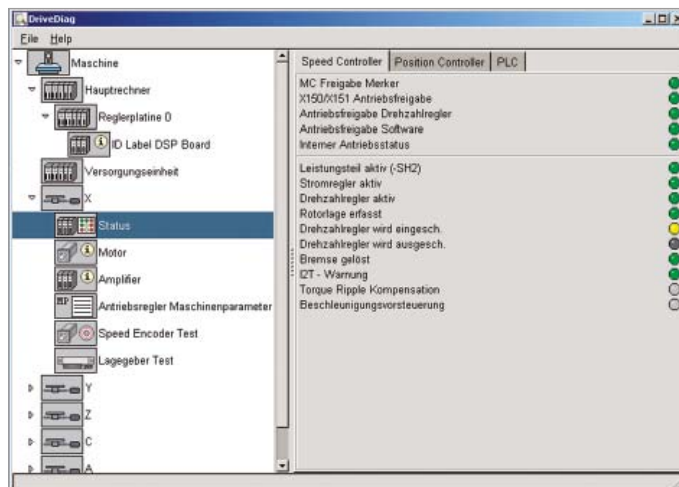 DriveDiag
File Help
Maschine
Hauptrechner
Reglerplatine 0
ID Label DSP Board
Versorgungseinheit
X
Status
Motor
Amplifier
MP Antriebsregler Maschinenparameter
Speed Encoder Test
Lagegeber Test
Y
Z
C
A
Speed Controller Position Controller PLC
MC Freigabe Merker
X150/X151 Antriebsfreigabe
Antriebsfreigabe Drehzahlregler
Antriebsfreigabe Software
Interner Antriebsstatus
Leistungsteil aktiv (-SH2)
Stromregler aktiv
Drehzahlregler aktiv
Rotorlage erfasst
Drehzahlregler wird eingesch.
Drehzahlregler wird ausgesch.
Bremse gelöst
I2T - Warnung
Torque Ripple Kompensation
Beschleunigungsvorsteuerung